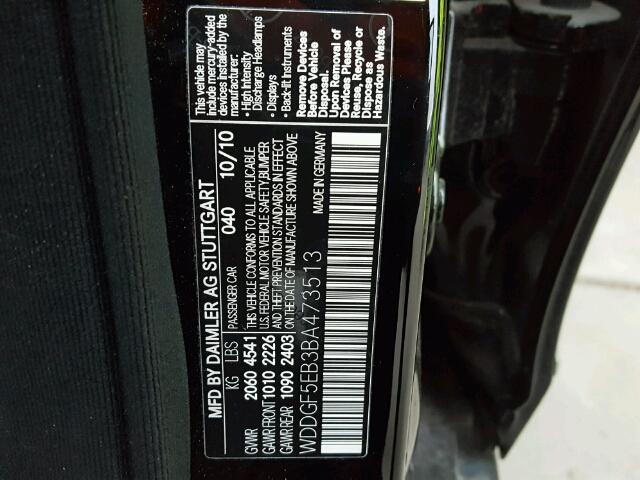 MFD BY DAIMLER AG STUTTGART
KG LBS PASSENGER CAR 040 10/10
GVWR 2060 4541
GAWR FRONT 1010 2226
GAWR REAR 1090 2403
THIS VEHICLE CONFORMS TO ALL APPLICABLE
U.S. FEDERAL MOTOR VEHICLE SAFETY BUMPER
AND THEFT PREVENTION STANDARDS IN EFFECT
ON THE DATE OF MANUFACTURE SHOWN ABOVE
WDDGF5EB3BA473513 MADE IN GERMANY
This vehicle may
include mercury-added
devices installed by the
manufacturer:
• High Intensity
Discharge Headlamps
• Displays
• Back-lit Instruments
Remove Devices
Before Vehicle
Disposal.
Upon Removal of
Devices Please
Reuse, Recycle or
Dispose as
Hazardous Waste.